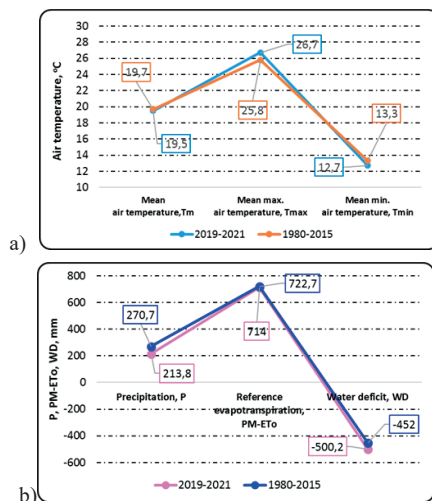 a)
Air temperature, °C
30
28
26
24
22
20
18
16
14
12
10
26,7
19,7
25,8
19,5
13,3
12,7
Mean
air temperature,Tm
Mean max.
air temperature, Tmax
Mean min.
air temperature, Tmin
2019-2021
1980-2015
b)
P, PM-ETo, WD, mm
800
600
400
200
0
-200
-400
-600
722,7
270,7
714
213,8
Precipitation, P
Reference
evapotranspiration,
PM-ETo
Water deficit, WD
-452
-500,2
2019-2021
1980-2015